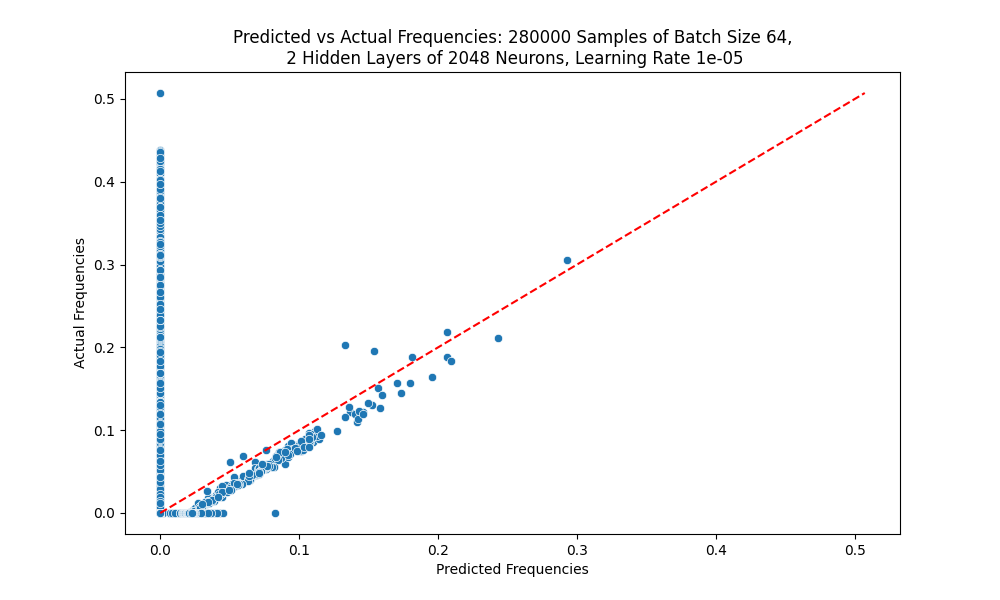 Predicted vs Actual Frequencies: 280000 Samples of Batch Size 64,
2 Hidden Layers of 2048 Neurons, Learning Rate 1e-05
0.5
0.4
0.3
0.2
0.1
0.0
Actual Frequencies
0.0 0.1 0.2 0.3 0.4 0.5
Predicted Frequencies